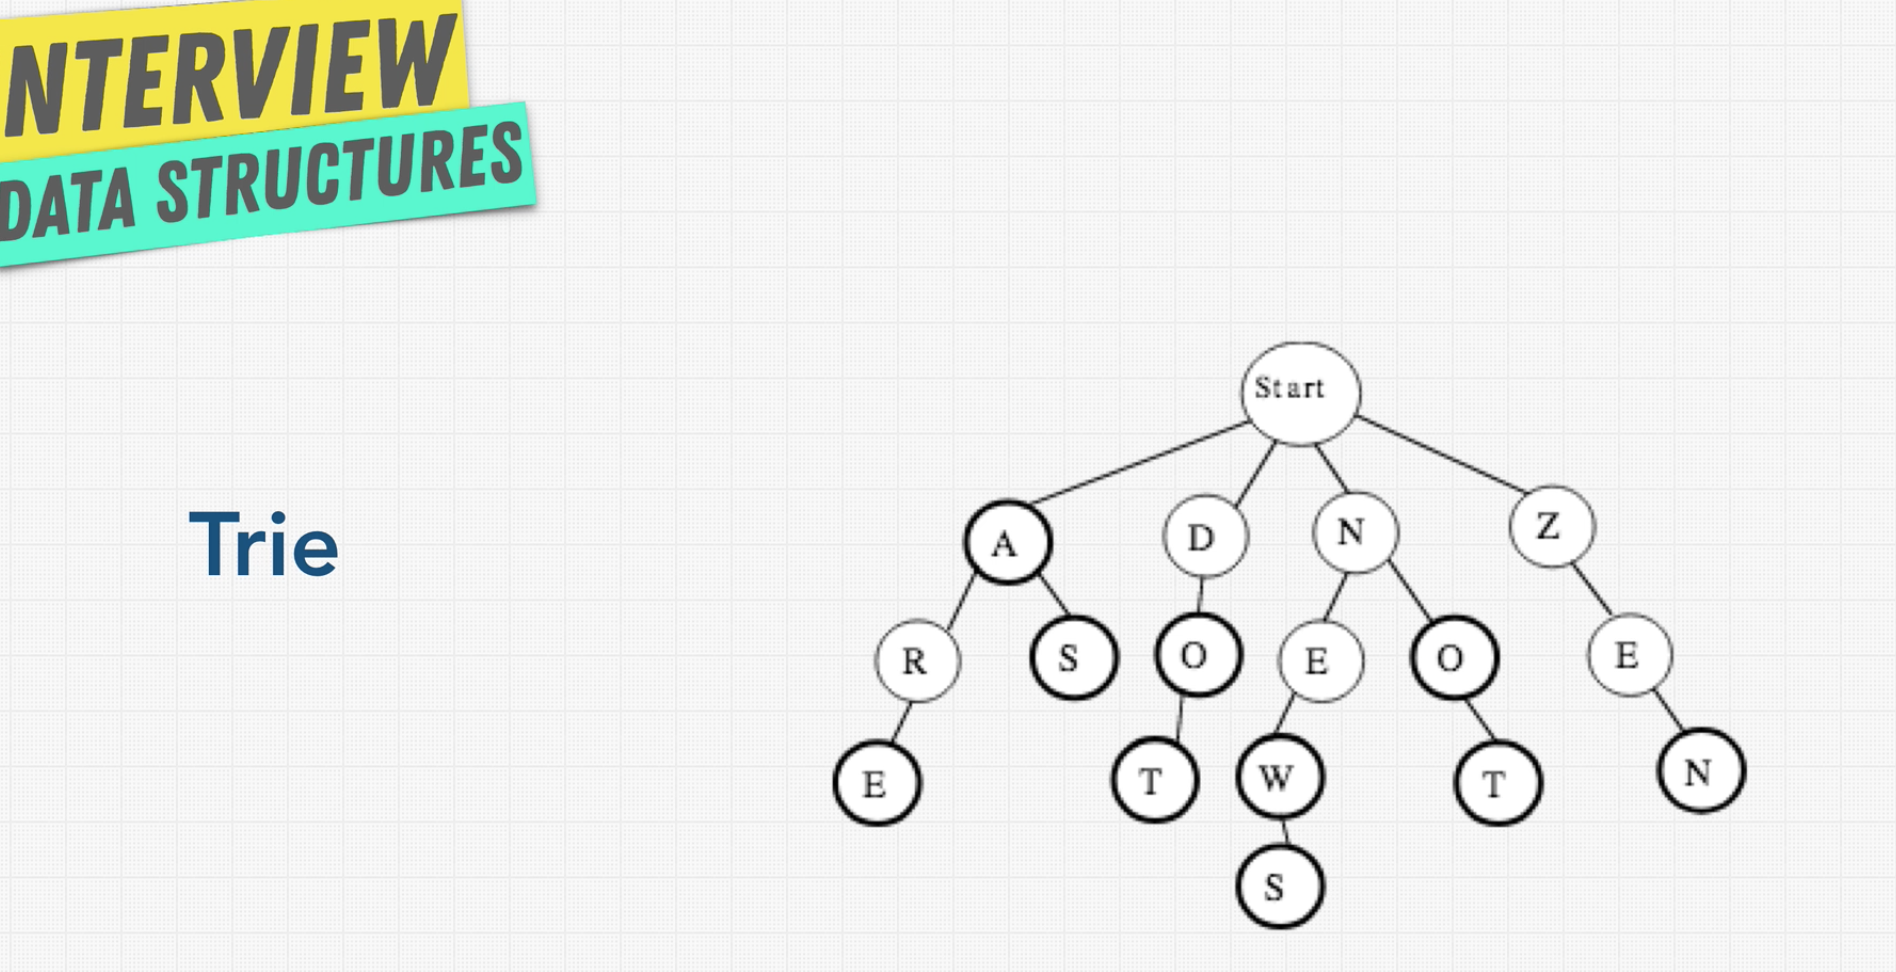 NTERVIEW
DATA STRUCTURES
Trie
Start
A D N Z
R S O E O E
E T W T N
S